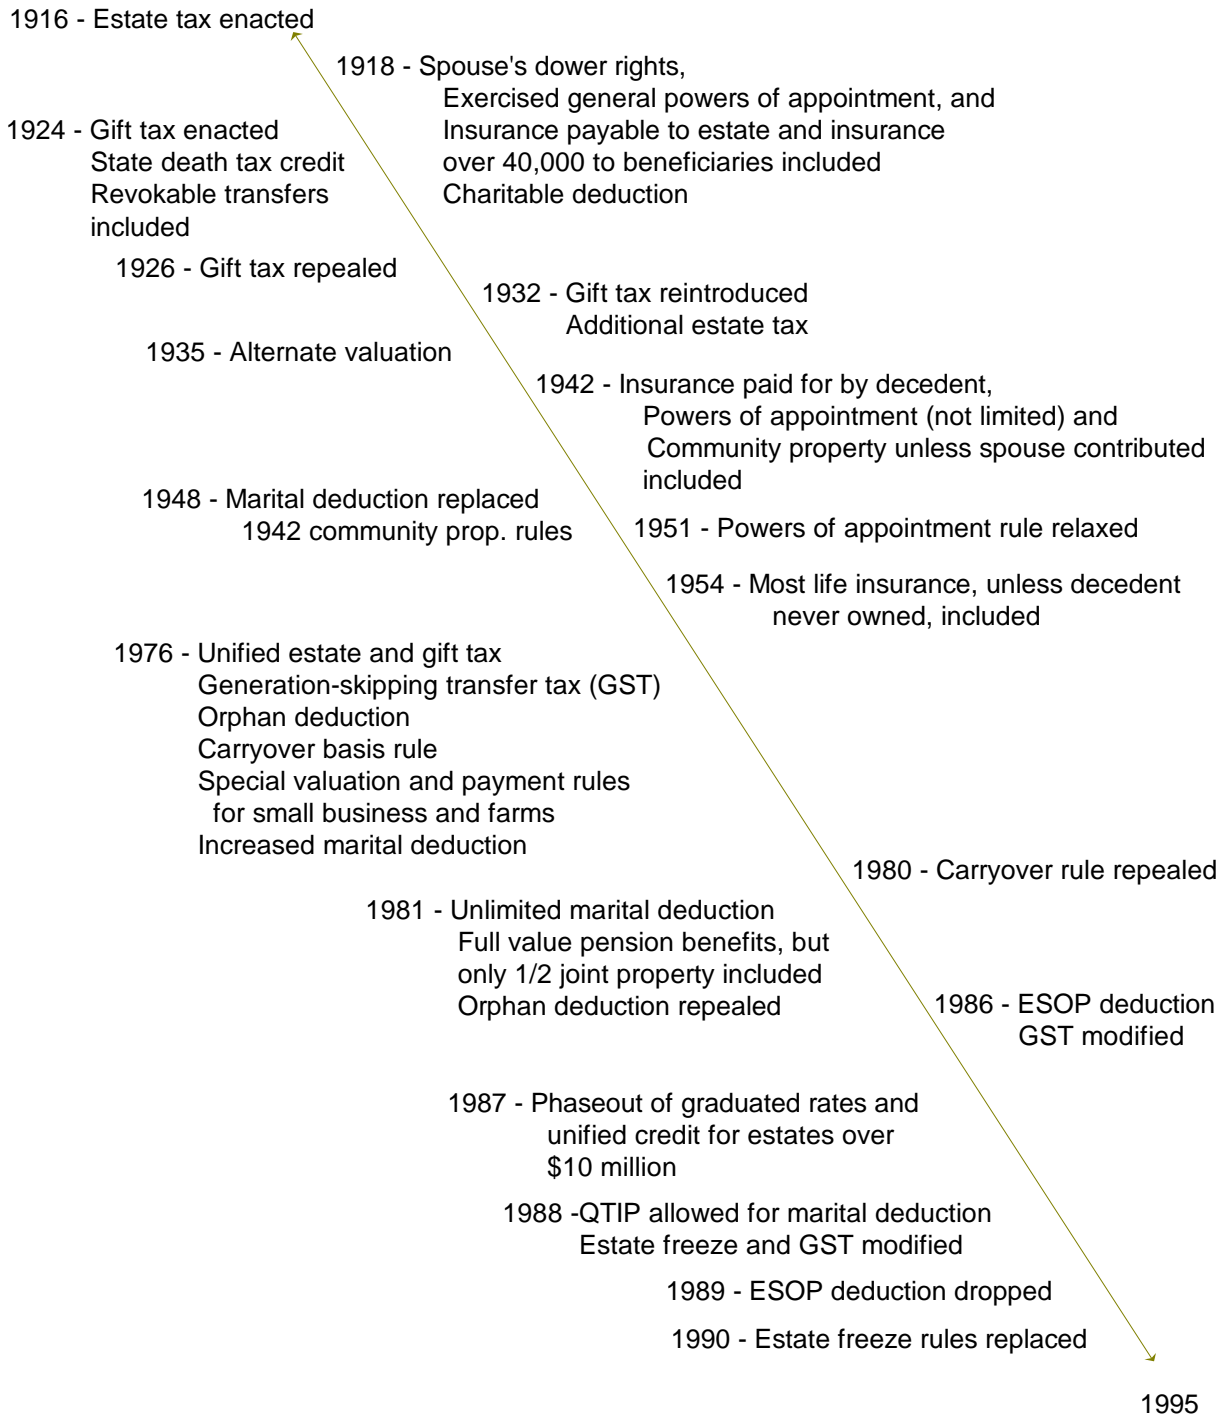 1916 - Estate tax enacted
1918 - Spouse's dower rights,
Exercised general powers of appointment, and
Insurance payable to estate and insurance
over 40,000 to beneficiaries included
Charitable deduction
1924 - Gift tax enacted
State death tax credit
Revokable transfers
included
1926 - Gift tax repealed
1932 - Gift tax reintroduced
Additional estate tax
1935 - Alternate valuation
1942 - Insurance paid for by decedent,
Powers of appointment (not limited) and
Community property unless spouse contributed
included
1948 - Marital deduction replaced
1942 community prop. rules
1951 - Powers of appointment rule relaxed
1954 - Most life insurance, unless decedent
never owned, included
1976 - Unified estate and gift tax
Generation-skipping transfer tax (GST)
Orphan deduction
Carryover basis rule
Special valuation and payment rules
for small business and farms
Increased marital deduction
1980 - Carryover rule repealed
1981 - Unlimited marital deduction
Full value pension benefits, but
only 1/2 joint property included
Orphan deduction repealed
1986 - ESOP deduction
GST modified
1987 - Phaseout of graduated rates and
unified credit for estates over
$10 million
1988 -QTIP allowed for marital deduction
Estate freeze and GST modified
1989 - ESOP deduction dropped
1990 - Estate freeze rules replaced
1995